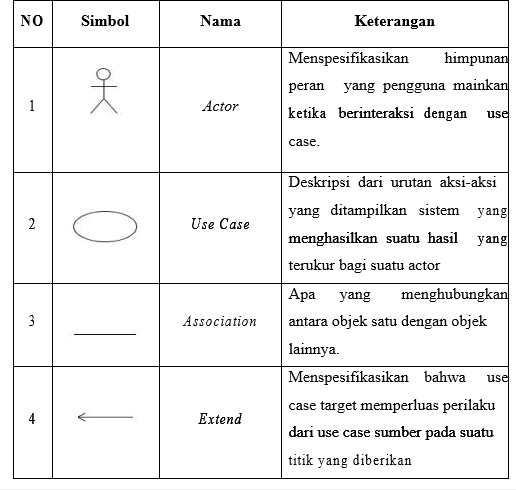 NO Simbol Nama Keterangan
1 Actor Menspesifikasikan himpunan
peran yang pengguna mainkan
ketika berinteraksi dengan use
case.
2 Use Case Deskripsi dari urutan aksi-aksi
yang ditampilkan sistem yang
menghasilkan suatu hasil yang
terukur bagi suatu actor
3 Association Apa yang menghubungkan
antara objek satu dengan objek
lainnya.
4 Extend Menspesifikasikan bahwa use
case target memperluas perilaku
dari use case sumber pada suatu
titik yang diberikan